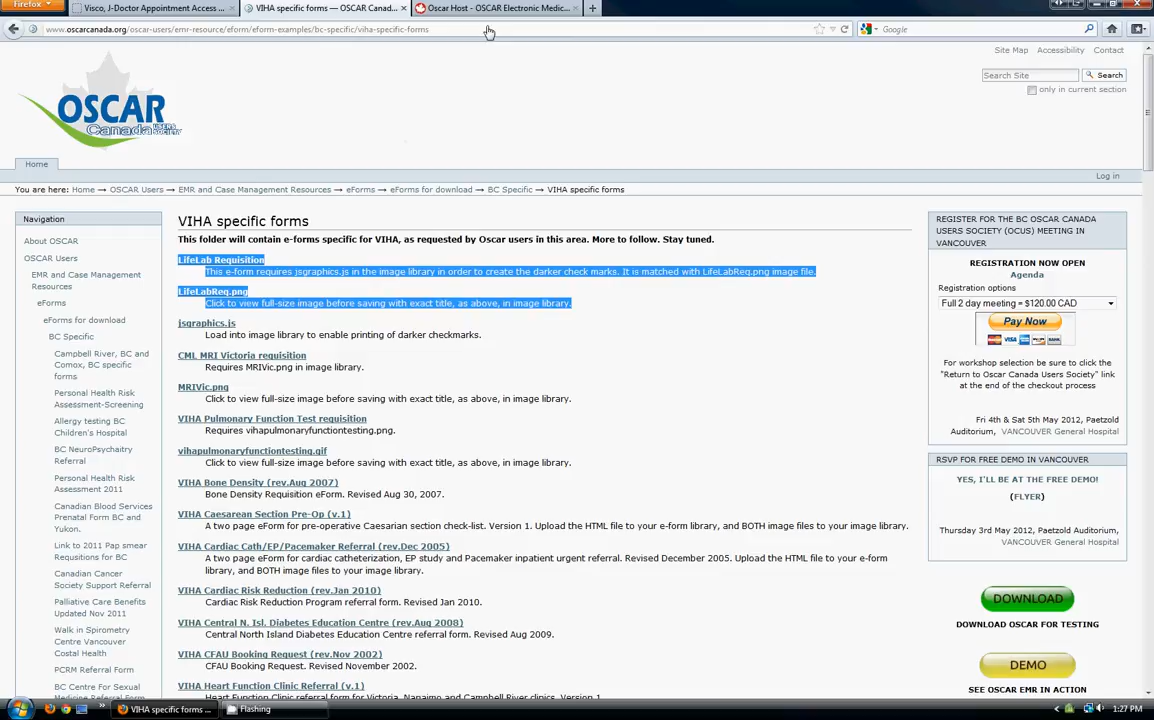 Firefox
Visco, J-Doctor Appointment Access ...
VIHA specific forms — OSCAR Canad...
Oscar Host - OSCAR Electronic Medic...
www.oscarcanada.org/oscar-users/emr-resource/eform/eform-examples/bc-specific/viha-specific-forms
Google
Site Map
Accessibility
Contact
Search Site
Search
only in current section
OSCAR
Canada USERS SOCIETY
Home
Log in
You are here: Home → OSCAR Users → EMR and Case Management Resources → eForms → eForms for download → BC Specific → VIHA specific forms
Navigation
About OSCAR
OSCAR Users
EMR and Case Management
Resources
eForms
eForms for download
BC Specific
Campbell River, BC and
Comox, BC specific
forms
Personal Health Risk
Assessment-Screening
Allergy testing BC
Children's Hospital
BC NeuroPsychaitry
Referral
Personal Health Risk
Assessment 2011
Canadian Blood Services
Prenatal Form BC and
Yukon.
Link to 2011 Pap smear
Requsitions for BC
Canadian Cancer
Society Support Referral
Palliative Care Benefits
Updated Nov 2011
Walk in Spirometry
Centre Vancouver
Costal Health
PCRM Referral Form
BC Centre For Sexual
Medicine Referral Form
VIHA specific forms
This folder will contain e-forms specific for VIHA, as requested by Oscar users in this area. More to follow. Stay tuned.
LifeLab Requisition
This e-form requires jsgraphics.js in the image library in order to create the darker check marks. It is matched with LifeLabReq.png image file.
LifeLabReq.png
Click to view full-size image before saving with exact title, as above, in image library.
jsgraphics.js
Load into image library to enable printing of darker checkmarks.
CML MRI Victoria requisition
Requires MRIVic.png in image library.
MRIVic.png
Click to view full-size image before saving with exact title, as above, in image library.
VIHA Pulmonary Function Test requisition
Requires vihapulmonaryfunctiontesting.png.
vihapulmonaryfunctiontesting.gif
Click to view full-size image before saving with exact title, as above, in image library.
VIHA Bone Density (rev.Aug 2007)
Bone Density Requisition eForm. Revised Aug 30, 2007.
VIHA Caesarean Section Pre-Op (v.1)
A two page eForm for pre-operative Caesarian section check-list. Version 1. Upload the HTML file to your e-form library, and BOTH image files to your image library.
VIHA Cardiac Cath/EP/Pacemaker Referral (rev.Dec 2005)
A two page eForm for cardiac catheterization, EP study and Pacemaker inpatient urgent referral. Revised December 2005. Upload the HTML file to your e-form
library, and BOTH image files to your image library.
VIHA Cardiac Risk Reduction (rev.Jan 2010)
Cardiac Risk Reduction Program referral form. Revised Jan 2010.
VIHA Central N. Isl. Diabetes Education Centre (rev.Aug 2008)
Central North Island Diabetes Education Centre referral form. Revised Aug 2009.
VIHA CFAU Booking Request (rev.Nov 2002)
CFAU Booking Request. Revised November 2002.
VIHA Heart Function Clinic Referral (v.1)
Heart Function Clinic referral form for Victoria, Nanaimo and Campbell River clinics. Version 1.
REGISTER FOR THE BC OSCAR CANADA
USERS SOCIETY (OCUS) MEETING IN
VANCOUVER
REGISTRATION NOW OPEN
Agenda
Registration options
Full 2 day meeting = $120.00 CAD
Pay Now
For workshop selection be sure to click the
"Return to Oscar Canada Users Society" link
at the end of the checkout process
Fri 4th & Sat 5th May 2012, Paetzold
Auditorium, VANCOUVER General Hospital
RSVP FOR FREE DEMO IN VANCOUVER
YES, I'LL BE AT THE FREE DEMO!
(FLYER)
Thursday 3rd May 2012, Paetzold Auditorium,
VANCOUVER General Hospital
DOWNLOAD
DOWNLOAD OSCAR FOR TESTING
DEMO
SEE OSCAR EMR IN ACTION
VIHA specific forms ...
Flashing
1:27 PM